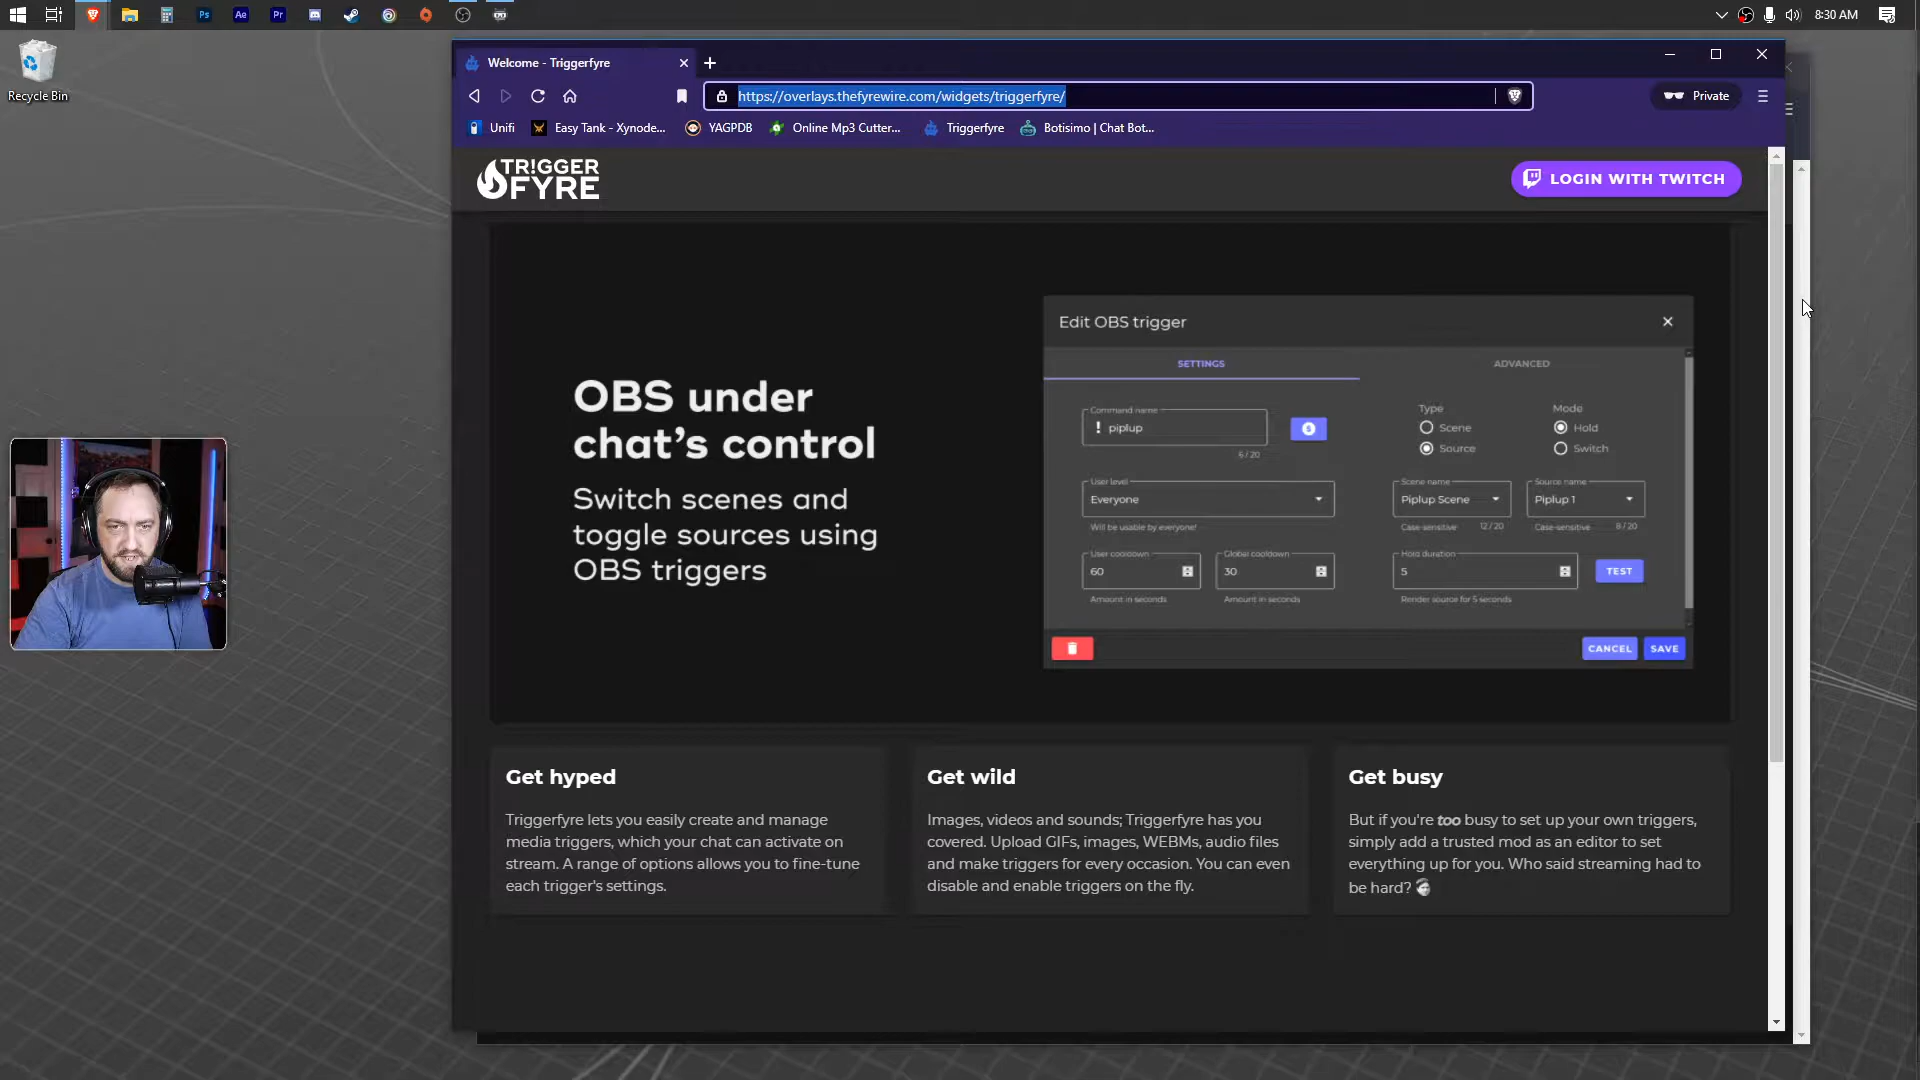 Ps
Ae
Pr
8:30 AM
Recycle Bin
Welcome - Triggerfyre
https://overlays.thefyrewire.com/widgets/triggerfyre/
Private
Unifi
Easy Tank - Xynode...
YAGPDB
Online Mp3 Cutter...
Triggerfyre
Botisimo | Chat Bot...
TR!GGER
FYRE
LOGIN WITH TWITCH
OBS under
chat's control
Switch scenes and
toggle sources using
OBS triggers
Edit OBS trigger
SETTINGS
ADVANCED
Command name
! piplup
6 / 20
Type
Scene
Source
Mode
Hold
Switch
User level
Everyone
Will be usable by everyone!
Scene name
Piplup Scene
Case-sensitive
12 / 20
Source name
Piplup 1
Case-sensitive
8 / 20
User cooldown
60
Amount in seconds
Global cooldown
30
Amount in seconds
Hold duration
5
Render source for 5 seconds
TEST
CANCEL
SAVE
Get hyped
Triggerfyre lets you easily create and manage
media triggers, which your chat can activate on
stream. A range of options allows you to fine-tune
each trigger's settings.
Get wild
Images, videos and sounds; Triggerfyre has you
covered. Upload GIFs, images, WEBMs, audio files
and make triggers for every occasion. You can even
disable and enable triggers on the fly.
Get busy
But if you're too busy to set up your own triggers,
simply add a trusted mod as an editor to set
everything up for you. Who said streaming had to
be hard?